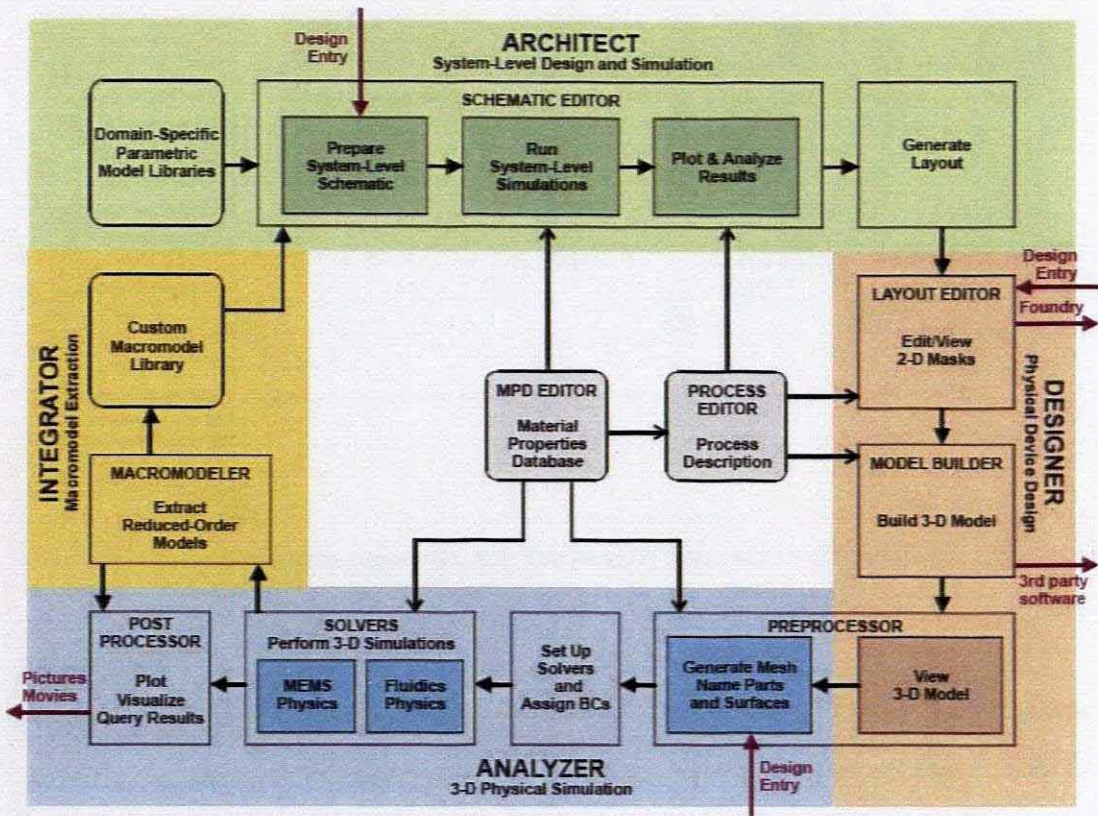 Design
Entry
ARCHITECT
System-Level Design and Simulation
SCHEMATIC EDITOR
Domain-Specific
Parametric
Model Libraries
Prepare
System-Level
Schematic
Run
System-Level
Simulations
Plot & Analyze
Results
Generate
Layout
INTEGRATOR
Macromodel Extraction
Custom
Macromodel
Library
MACROMODELER
Extract
Reduced-Order
Models
MPD EDITOR
Material
Properties
Database
PROCESS
EDITOR
Process
Description
Design
Entry
LAYOUT EDITOR
Foundry
Edit/View
2-D Masks
DESIGNER
Physical Device Design
MODEL BUILDER
Build 3-D Model
3rd party
software
POST
PROCESSOR
Plot
Visualize
Query Results
Pictures
Movies
SOLVERS
Perform 3-D Simulations
MEMS
Physics
Fluidics
Physics
Set Up
Solvers
and
Assign BCs
PREPROCESSOR
Generate Mesh
Name Parts
and Surfaces
View
3-D Model
ANALYZER
3-D Physical Simulation
Design
Entry